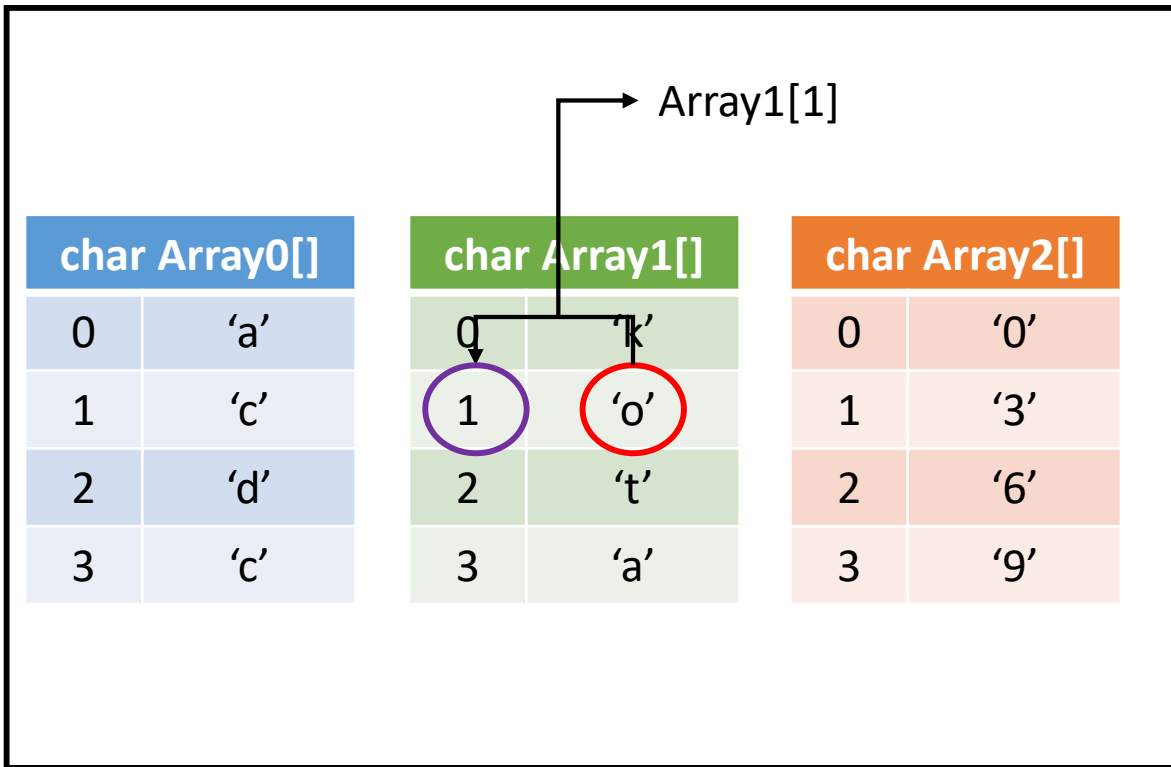 Array1[1]
char Array0[] char Array1[] char Array2[]
0 ‘a’ 0 ‘k’ 0 ‘0’
1 ‘c’ 1 ‘o’ 1 ‘3’
2 ‘d’ 2 ‘t’ 2 ‘6’
3 ‘c’ 3 ‘a’ 3 ‘9’